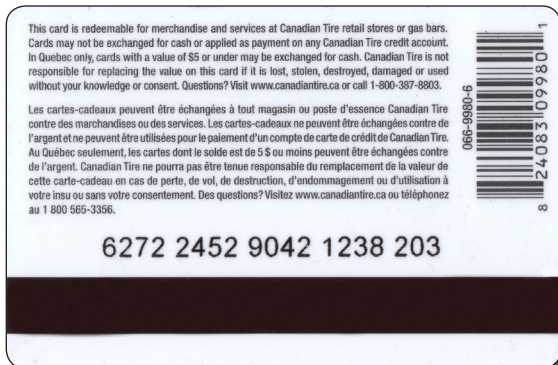 This card is redeemable for merchandise and services at Canadian Tire retail stores or gas bars.
Cards may not be exchanged for cash or applied as payment on any Canadian Tire credit account.
In Quebec only, cards with a value of $5 or under may be exchanged for cash. Canadian Tire is not
responsible for replacing the value on this card if it is lost, stolen, destroyed, damaged or used
without your knowledge or consent. Questions? Visit www.canadiantire.ca or call 1-800-387-8803.
Les cartes-cadeaux peuvent être échangées à tout magasin ou poste d'essence Canadian Tire
contre des marchandises ou des services. Les cartes-cadeaux ne peuvent être échangées contre de
l'argent et ne peuvent être utilisées pour le paiement d'un compte de carte de crédit de Canadian Tire.
Au Québec seulement, les cartes dont le solde est de 5 $ ou moins peuvent être échangées contre
de l'argent. Canadian Tire ne pourra pas être tenue responsable du remplacement de la valeur de
cette carte-cadeau en cas de perte, de vol, de destruction, d'endommagement ou d'utilisation à
votre insu ou sans votre consentement. Des questions? Visitez www.canadiantire.ca ou téléphonez
au 1 800 565-3356.
066-9980-6
8 24083 09980 1
6272 2452 9042 1238 203